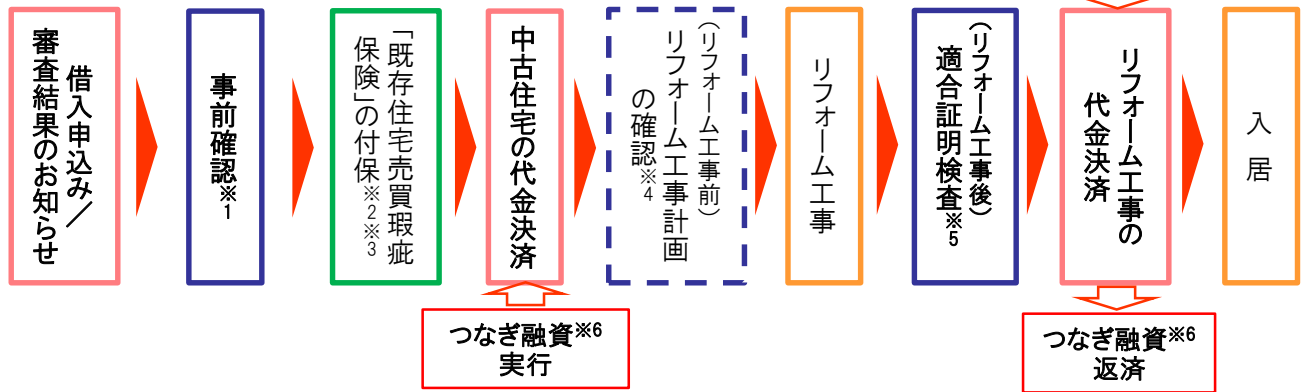 借入申込み／
審査結果のお知らせ
事前確認※1
「既存住宅売買瑕疵
保険」の付保※2※3
中古住宅の代金決済
（リフォーム工事前）
リフォーム工事計画
の確認※4
リフォーム工事
（リフォーム工事後）
適合証明検査※5
リフォーム工事の
代金決済
入居
つなぎ融資※6
実行
つなぎ融資※6
返済